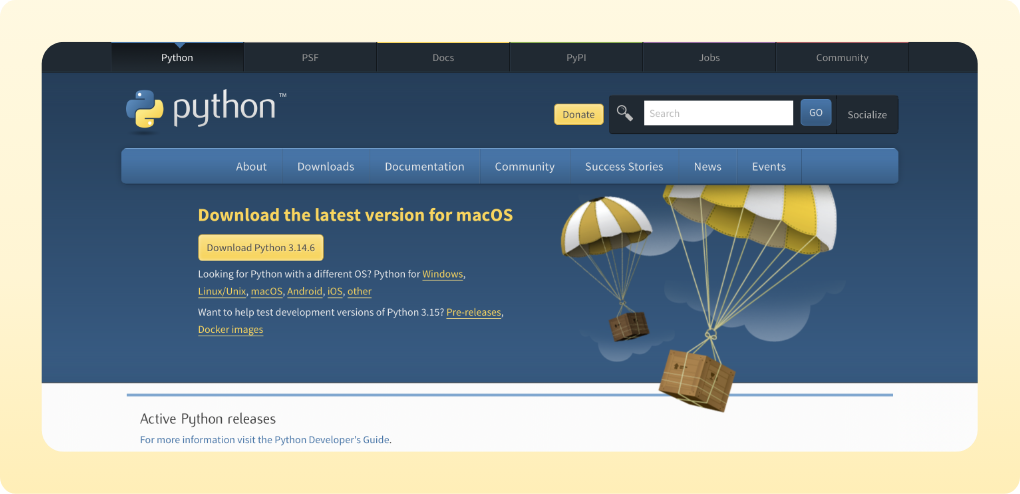 Python PSF Docs PyPI Jobs Community
python™
Donate Search GO Socialize
About Downloads Documentation Community Success Stories News Events
Download the latest version for macOS
Download Python 3.14.6
Looking for Python with a different OS? Python for Windows,
Linux/Unix, macOS, Android, iOS, other
Want to help test development versions of Python 3.15? Pre-releases,
Docker images
Active Python releases
For more information visit the Python Developer's Guide.